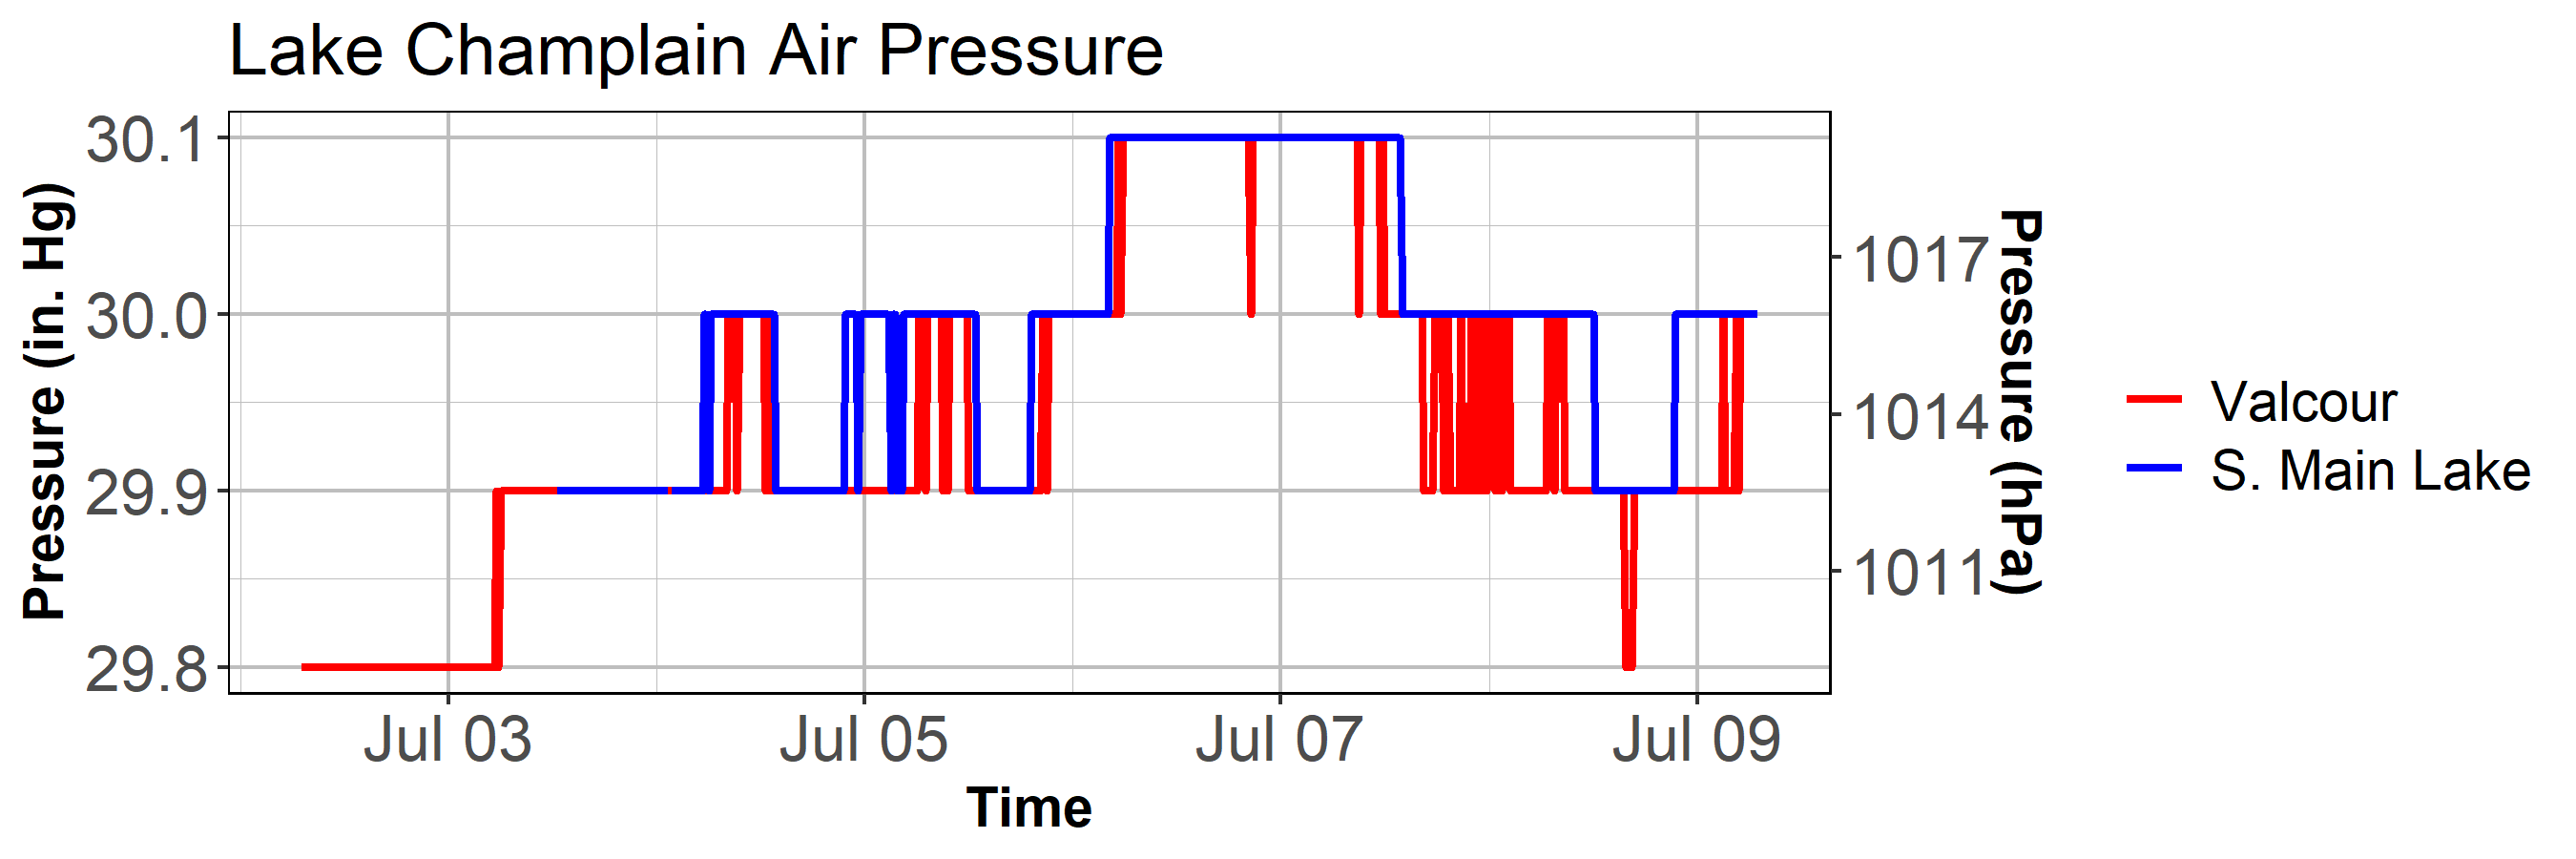 Lake Champlain Air Pressure
Pressure (in. Hg)
30.1
30.0
29.9
29.8
Jul 03
Jul 05
Jul 07
Jul 09
Time
1017
1014
1011
Pressure (hPa)
Valcour
S. Main Lake